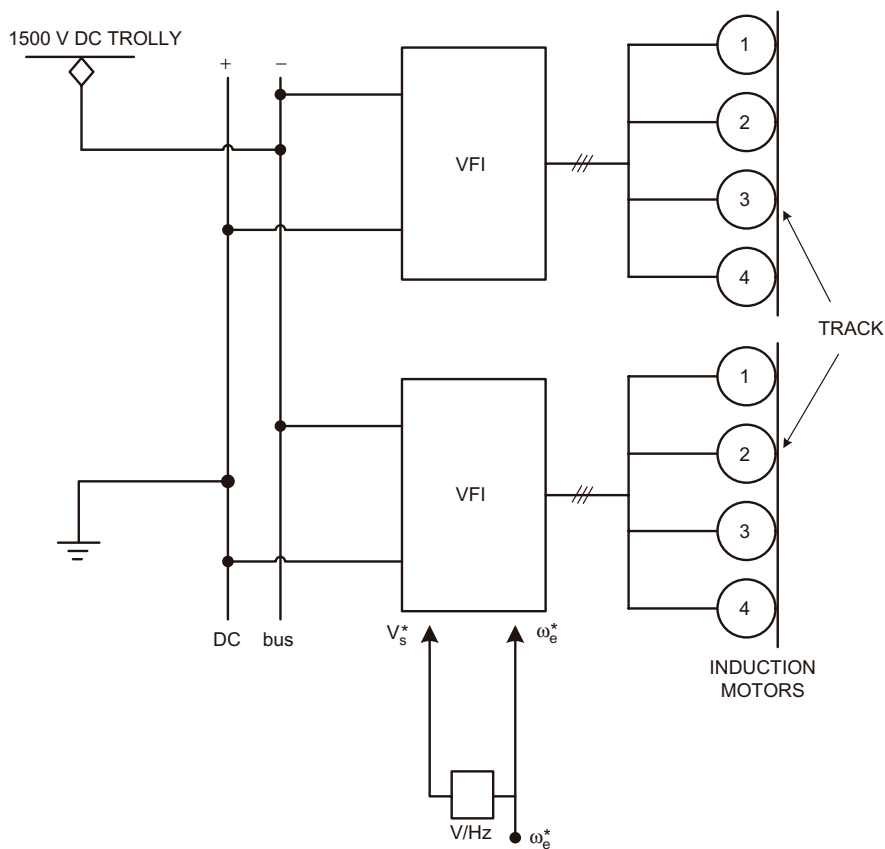 1500 V DC TROLLY
+ −
VFI
1
2
3
4
TRACK
VFI
1
2
3
4
DC bus
V*s ω*e
INDUCTION
MOTORS
V/Hz
ω*e